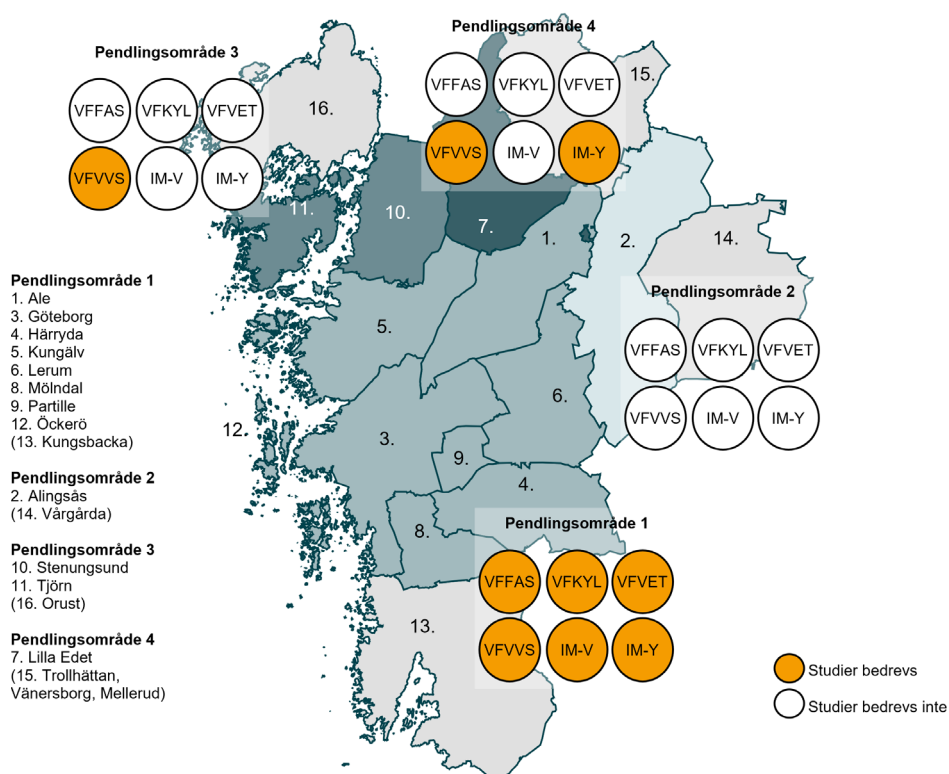 Pendlingsområde 4
Pendlingsområde 3
VFFAS VFKYL VFVET
VFVVS IM-V IM-Y
VFFAS VFKYL VFVET
VFVVS IM-V IM-Y
15.
16.
11.
10.
7.
1.
2.
14.
Pendlingsområde 1
1. Ale
3. Göteborg
4. Härryda
5. Kungälv
6. Lerum
8. Mölndal
9. Partille
12. Öckerö
(13. Kungsbacka)
Pendlingsområde 2
2. Alingsås
(14. Vårgårda)
Pendlingsområde 3
10. Stenungsund
11. Tjörn
(16. Orust)
Pendlingsområde 4
7. Lilla Edet
(15. Trollhättan,
Vänersborg, Mellerud)
Pendlingsområde 2
VFFAS VFKYL VFVET
VFVVS IM-V IM-Y
5.
6.
12.
3.
9.
4.
8.
13.
Pendlingsområde 1
VFFAS VFKYL VFVET
VFVVS IM-V IM-Y
Studier bedrevs
Studier bedrevs inte